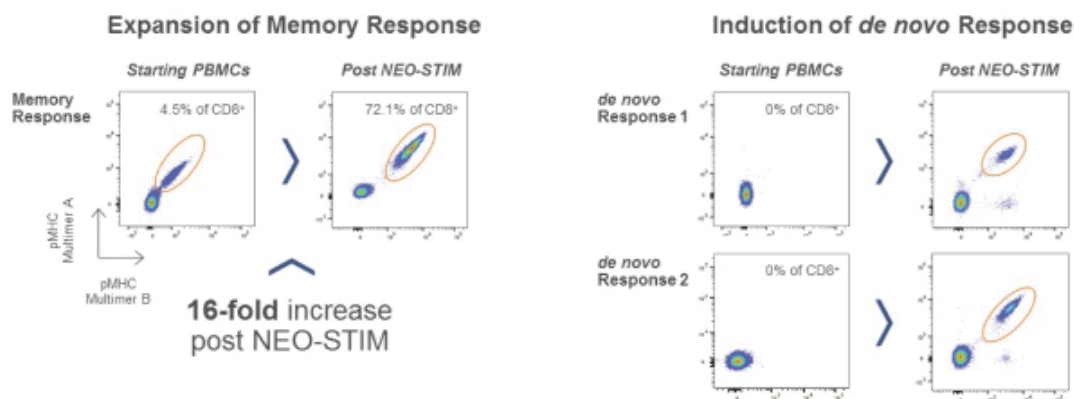 Expansion of Memory Response
Starting PBMCs
Post NEO-STIM
Memory
Response
4.5% of CD8+
72.1% of CD8+
pMHC
Multimer A
pMHC
Multimer B
16-fold increase
post NEO-STIM
Induction of de novo Response
Starting PBMCs
Post NEO-STIM
de novo
Response 1
0% of CD8+
de novo
Response 2
0% of CD8+